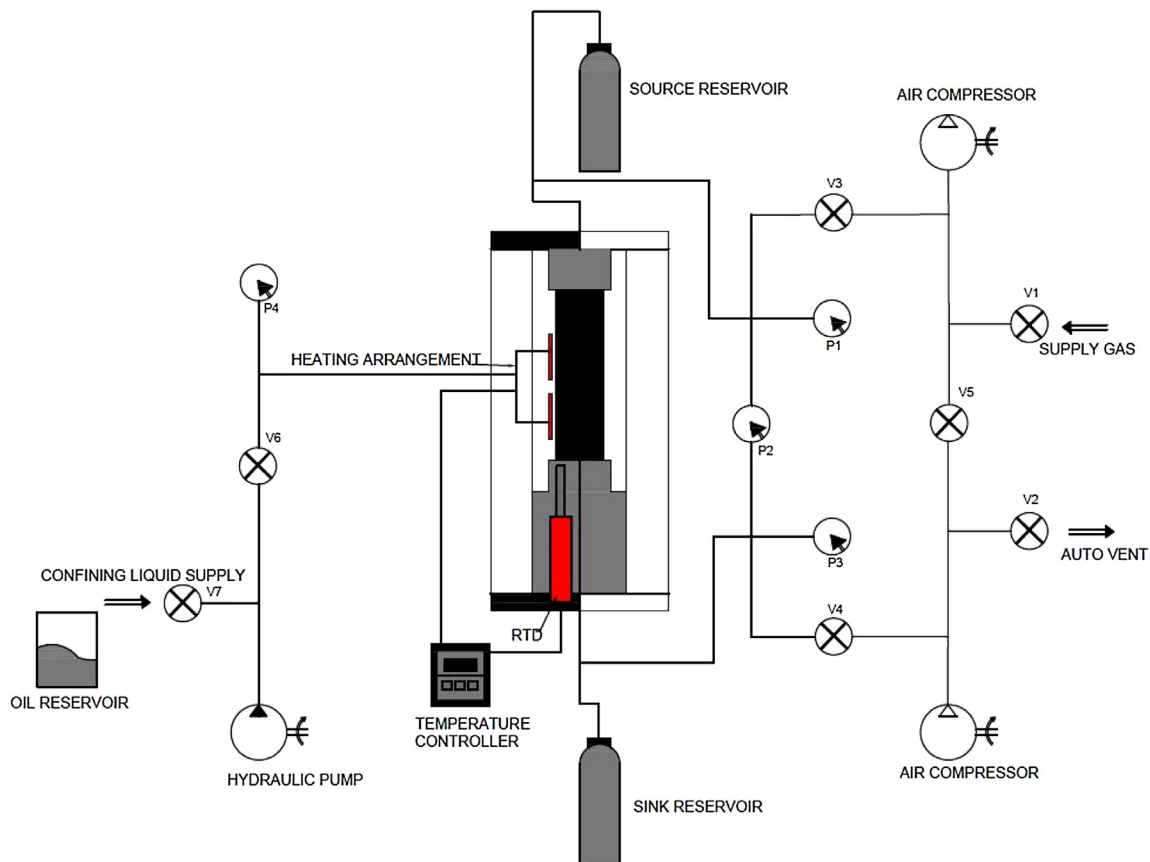 SOURCE RESERVOIR
AIR COMPRESSOR
V3
V1
SUPPLY GAS
P4
P1
HEATING ARRANGEMENT
V5
P2
V6
V2
AUTO VENT
P3
CONFINING LIQUID SUPPLY
V7
V4
RTD
OIL RESERVOIR
TEMPERATURE
CONTROLLER
HYDRAULIC PUMP
AIR COMPRESSOR
SINK RESERVOIR